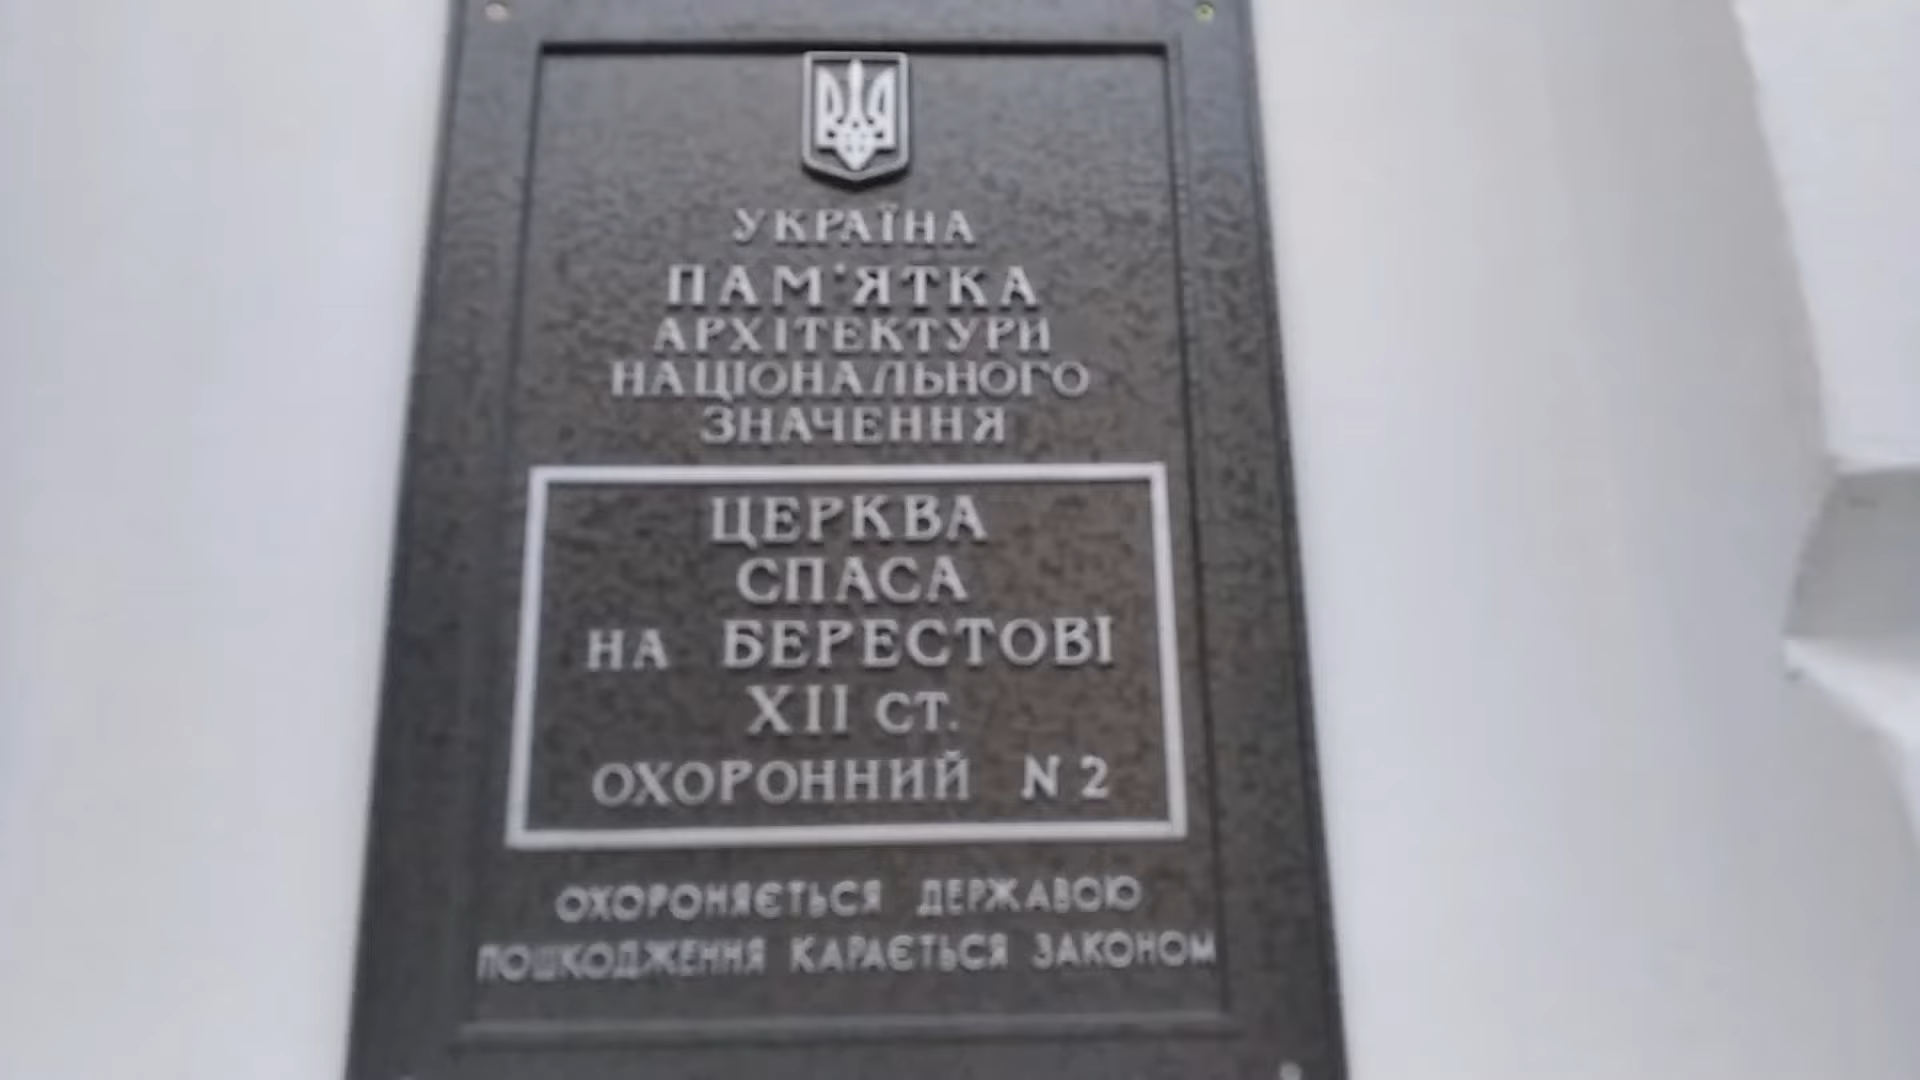 УКРАЇНА
ПАМ'ЯТКА
АРХІТЕКТУРИ
НАЦІОНАЛЬНОГО
ЗНАЧЕННЯ
ЦЕРКВА
СПАСА
НА БЕРЕСТОВІ
XII СТ.
ОХОРОННИЙ N 2
ОХОРОНЯЄТЬСЯ ДЕРЖАВОЮ
ПОШКОДЖЕННЯ КАРАЄТЬСЯ ЗАКОНОМ